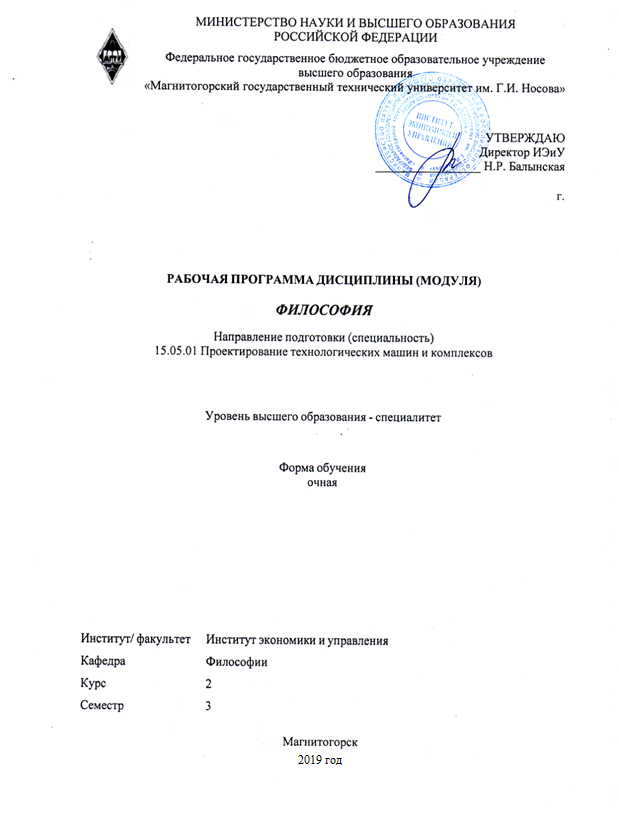 МИНИСТЕРСТВО НАУКИ И ВЫСШЕГО ОБРАЗОВАНИЯ
РОССИЙСКОЙ ФЕДЕРАЦИИ
Федеральное государственное бюджетное образовательное учреждение
высшего образования
«Магнитогорский государственный технический университет им. Г.И. Носова»
ИНСТИТУТ
ЭКОНОМИКИ И
УПРАВЛЕНИЯ
УТВЕРЖДАЮ
Директор ИЭиУ
Н.Р. Балынская
г.
РАБОЧАЯ ПРОГРАММА ДИСЦИПЛИНЫ (МОДУЛЯ)
ФИЛОСОФИЯ
Направление подготовки (специальность)
15.05.01 Проектирование технологических машин и комплексов
Уровень высшего образования - специалитет
Форма обучения
очная
Институт/ факультет Институт экономики и управления
Кафедра Философии
Курс 2
Семестр 3
Магнитогорск
2019 год